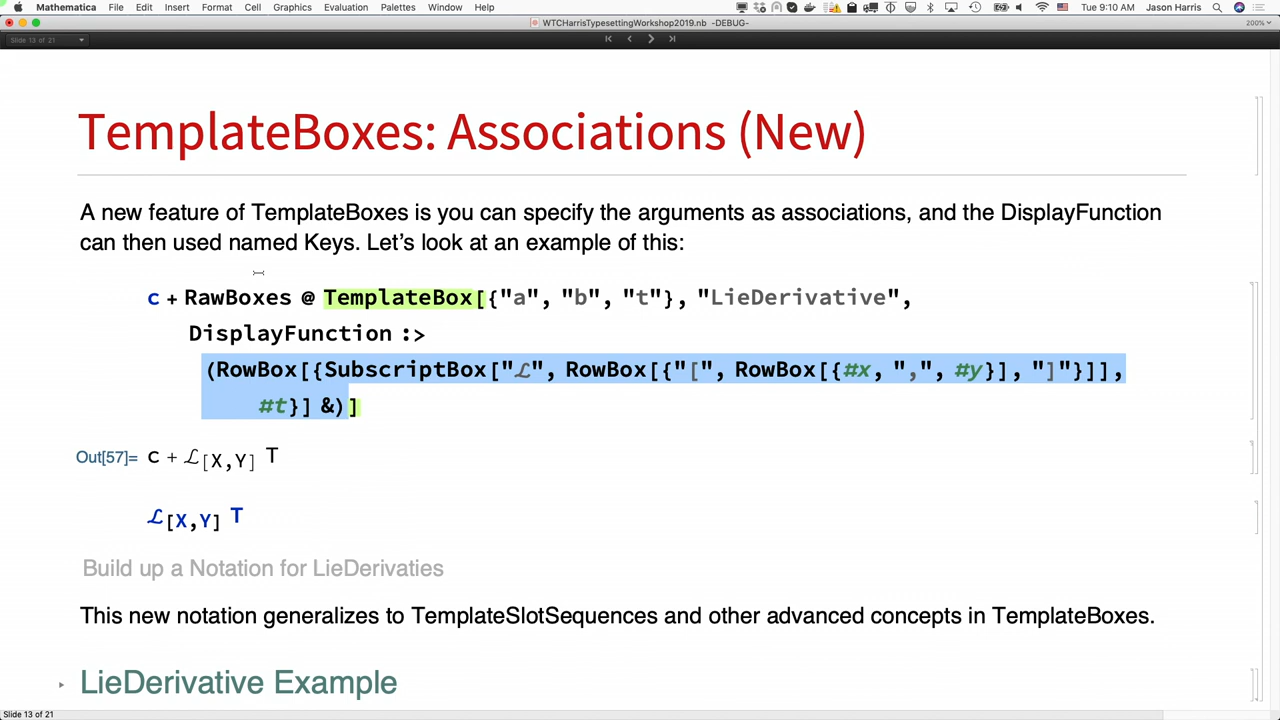 Mathematica File Edit Insert Format Cell Graphics Evaluation Palettes Window Help Tue 9:10 AM Jason Harris
WTCHarrisTypesettingWorkshop2019.nb -DEBUG- 200%
Slide 13 of 21
TemplateBoxes: Associations (New)
A new feature of TemplateBoxes is you can specify the arguments as associations, and the DisplayFunction
can then used named Keys. Let's look at an example of this:
c + RawBoxes @ TemplateBox[{"a", "b", "t"}, "LieDerivative",
DisplayFunction :>
(RowBox[{SubscriptBox["ℒ", RowBox[{"[", RowBox[{#x, ",", #y}], "]"}]],
#t}] &)]
Out[57]= c + ℒ[X,Y] T
ℒ[X,Y] T
Build up a Notation for LieDerivaties
This new notation generalizes to TemplateSlotSequences and other advanced concepts in TemplateBoxes.
LieDerivative Example
Slide 13 of 21